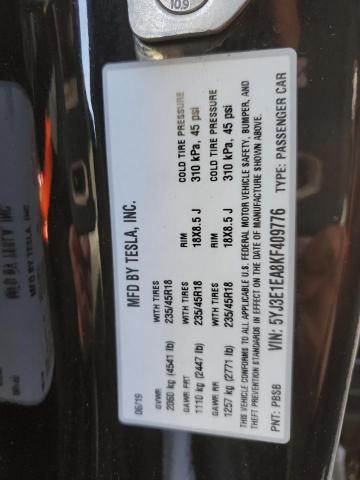 10.9
MFD BY TESLA, INC.
06/19
GVWR WITH TIRES RIM COLD TIRE PRESSURE
2060 kg (4541 lb) 235/45R18 18X8.5 J 310 kPa, 45 psi
GAWR FRT WITH TIRES RIM COLD TIRE PRESSURE
1110 kg (2447 lb) 235/45R18 18X8.5 J 310 kPa, 45 psi
GAWR RR
1257 kg (2771 lb) 235/45R18
THIS VEHICLE CONFORMS TO ALL APPLICABLE U.S. FEDERAL MOTOR VEHICLE SAFETY, BUMPER, AND
THEFT PREVENTION STANDARDS IN EFFECT ON THE DATE OF MANUFACTURE SHOWN ABOVE.
VIN: 5YJ3E1EA8KF409776
PNT: PBSB TYPE: PASSENGER CAR